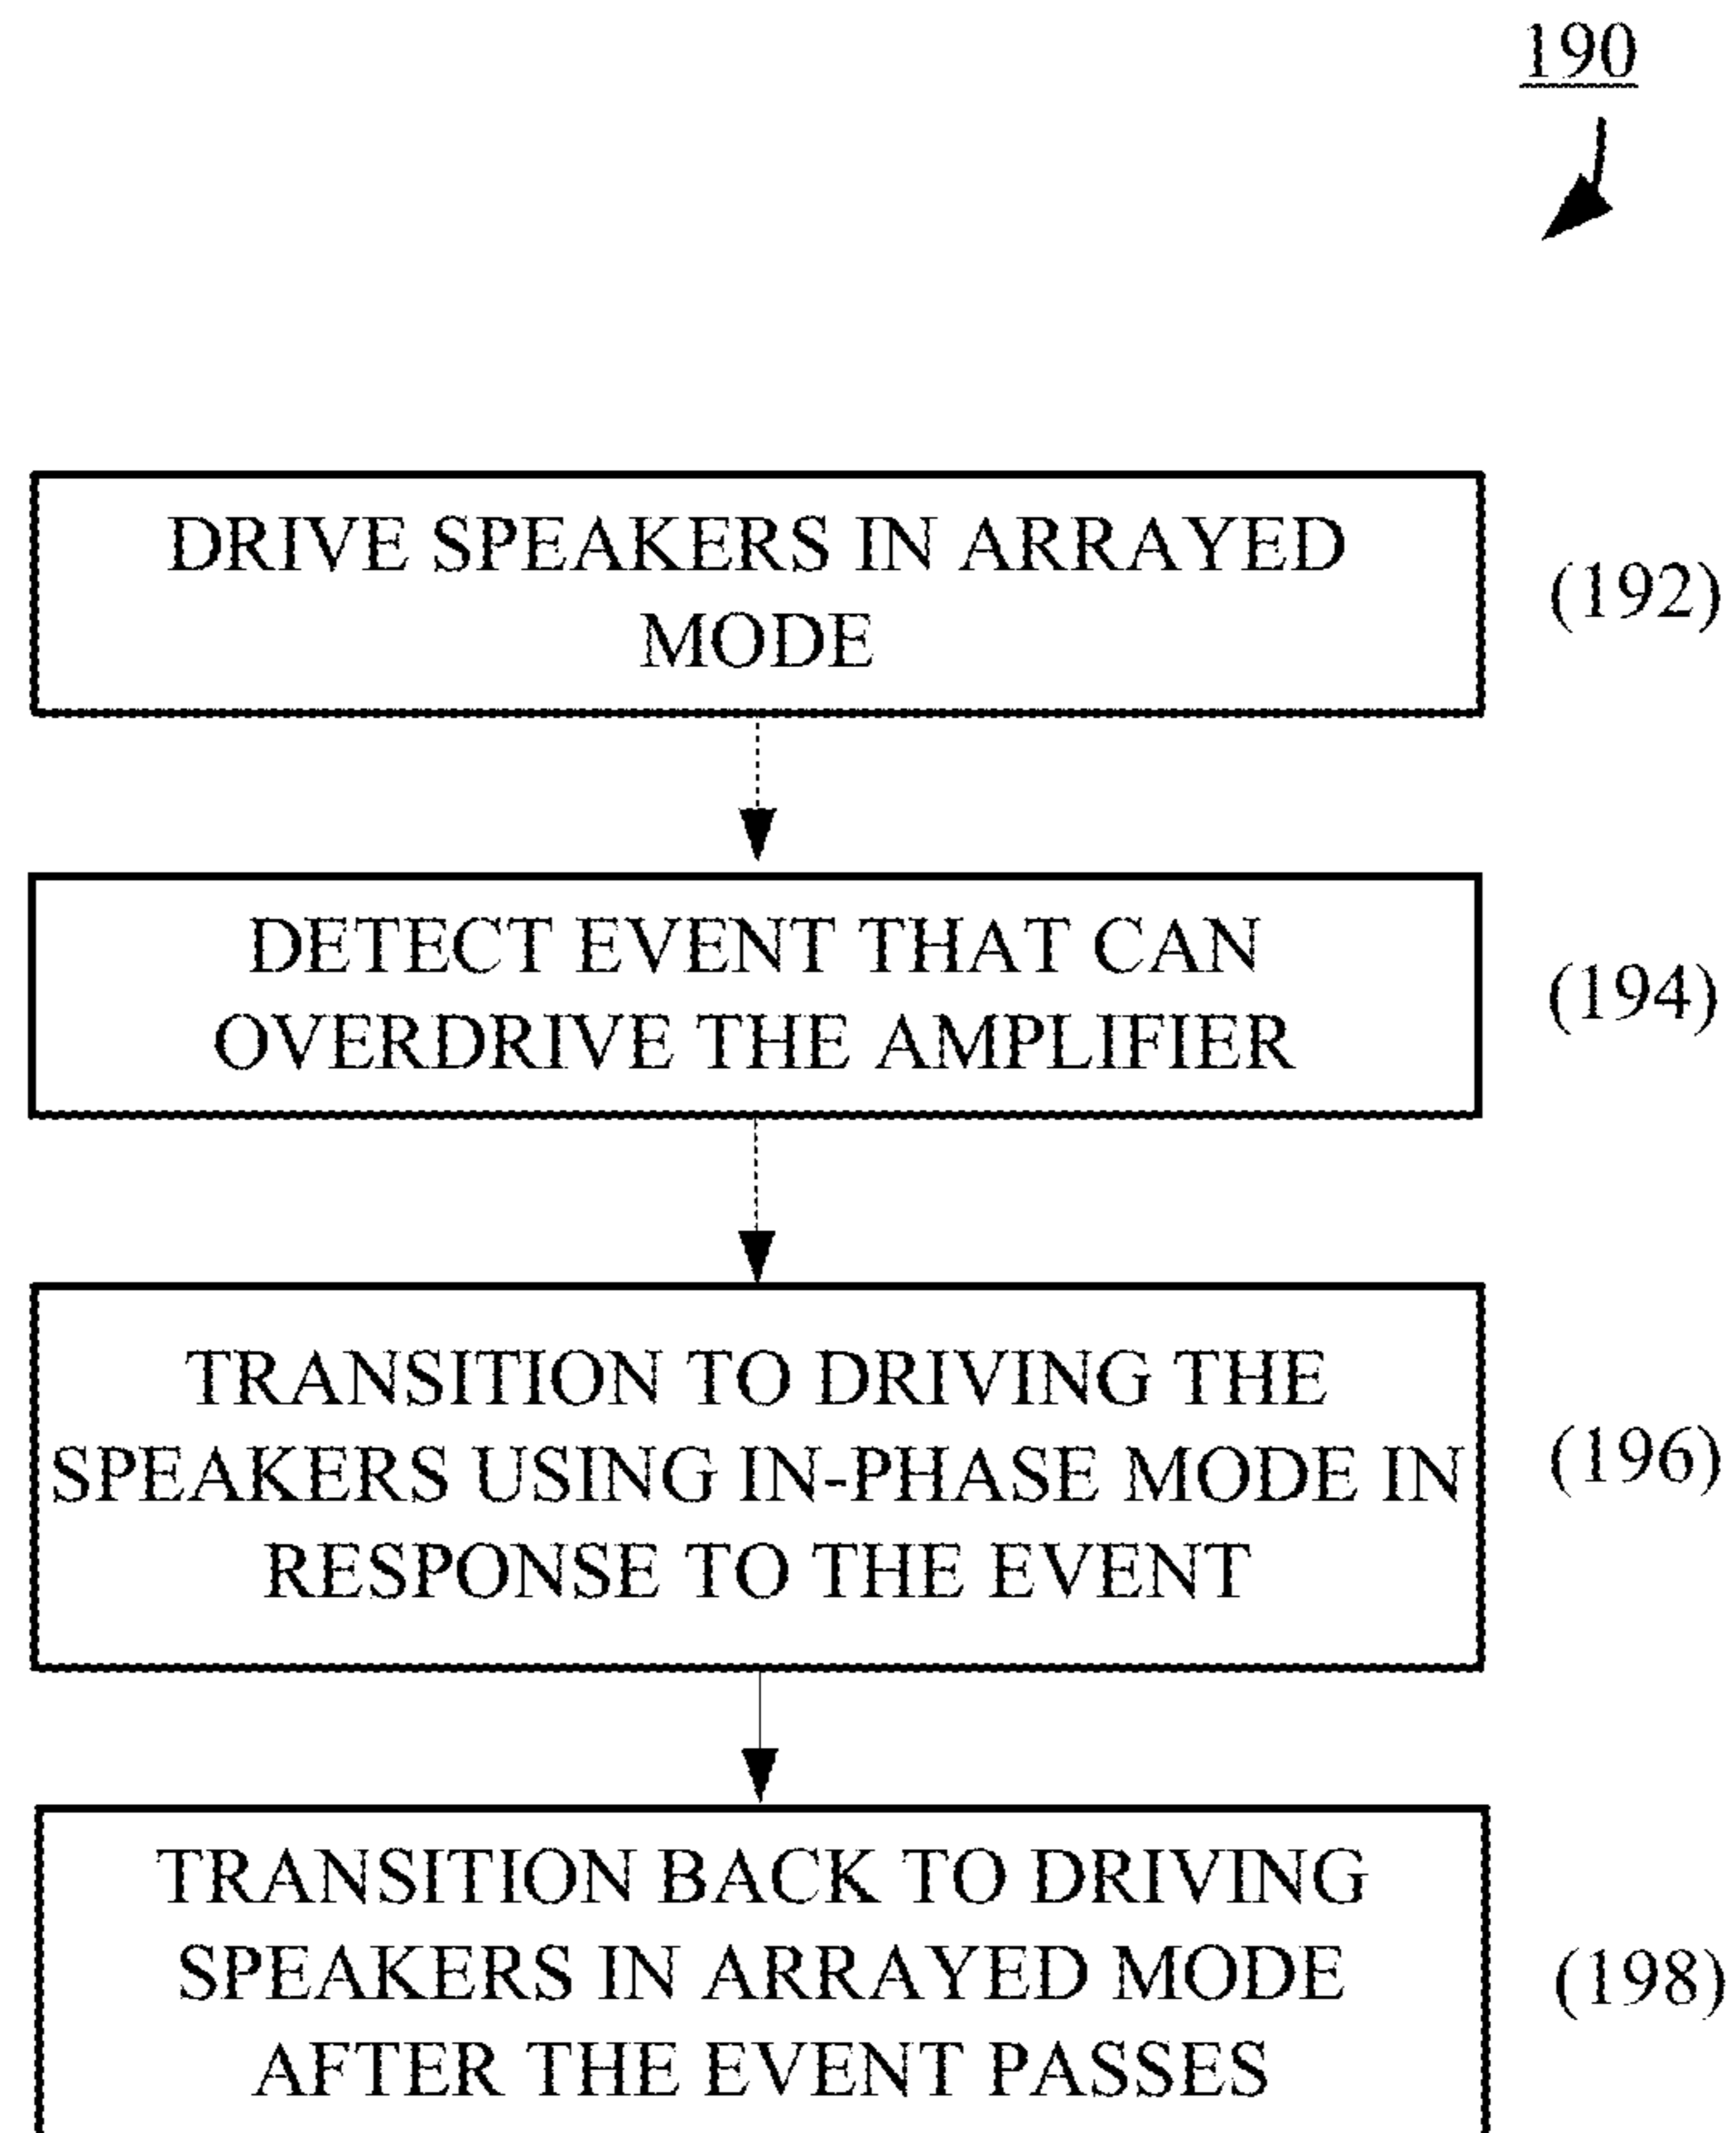 190
DRIVE SPEAKERS IN ARRAYED
MODE
(192)
DETECT EVENT THAT CAN
OVERDRIVE THE AMPLIFIER
(194)
TRANSITION TO DRIVING THE
SPEAKERS USING IN-PHASE MODE IN
RESPONSE TO THE EVENT
(196)
TRANSITION BACK TO DRIVING
SPEAKERS IN ARRAYED MODE
AFTER THE EVENT PASSES
(198)